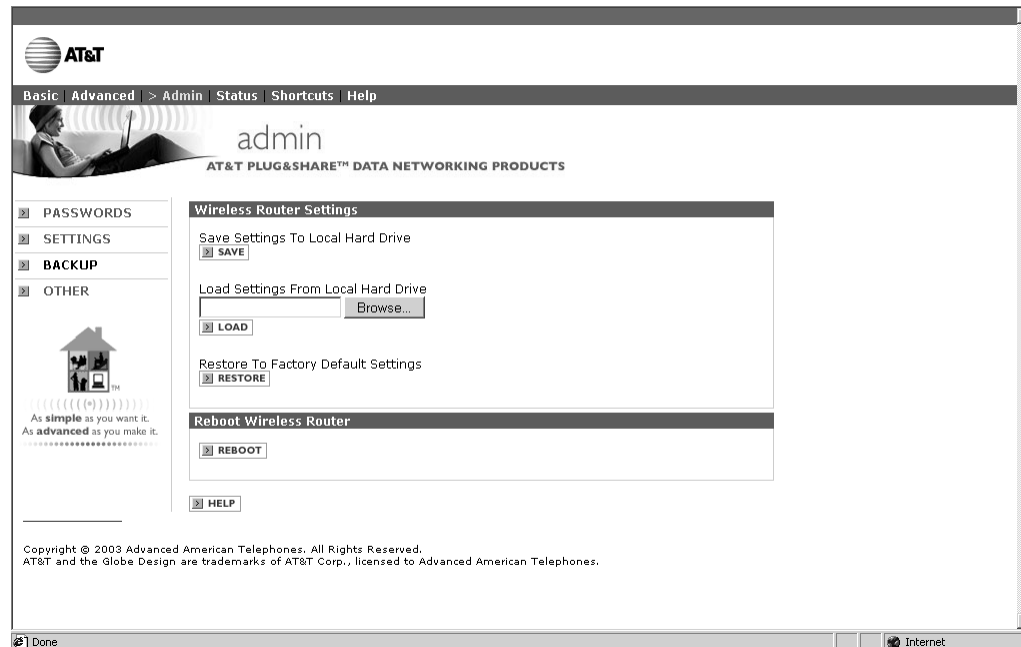 AT&T
Basic | Advanced | > Admin | Status | Shortcuts | Help
admin
AT&T PLUG&SHARE™ DATA NETWORKING PRODUCTS
PASSWORDS
SETTINGS
BACKUP
OTHER
TM
((((((((•))))))))
As simple as you want it.
As advanced as you make it.
Wireless Router Settings
Save Settings To Local Hard Drive
SAVE
Load Settings From Local Hard Drive
Browse...
LOAD
Restore To Factory Default Settings
RESTORE
Reboot Wireless Router
REBOOT
HELP
Copyright © 2003 Advanced American Telephones. All Rights Reserved.
AT&T and the Globe Design are trademarks of AT&T Corp., licensed to Advanced American Telephones.
Done
Internet